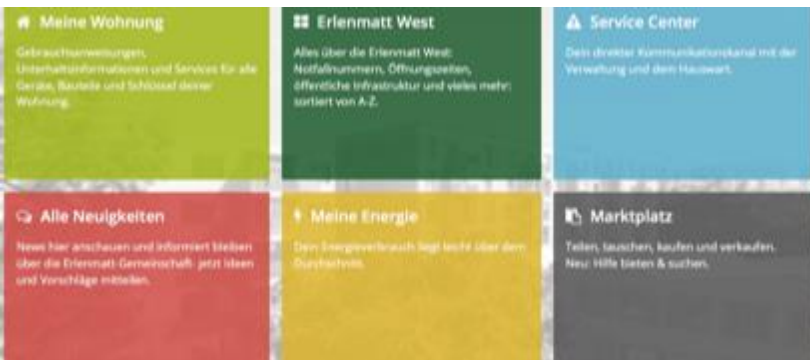 Meine Wohnung
Gebrauchsanweisungen,
Unterhaltsinformationen und Services für alle
Geräte, Bauteile und Schlüssel deiner
Wohnung.
Erlenmatt West
Alles über die Erlenmatt West:
Notfallnummern, Öffnungszeiten,
öffentliche Infrastruktur und vieles mehr:
sortiert von A-Z.
Service Center
Dein direkter Kommunikationskanal mit der
Verwaltung und dem Hauswart.
Alle Neuigkeiten
News hier anschauen und informiert bleiben
über die Erlenmatt-Gemeinschaft- jetzt Ideen
und Vorschläge mitteilen.
Meine Energie
Dein Energieverbrauch liegt leicht über dem
Durchschnitt.
Marktplatz
Teilen, tauschen, kaufen und verkaufen.
Neu: Hilfe bieten & suchen.